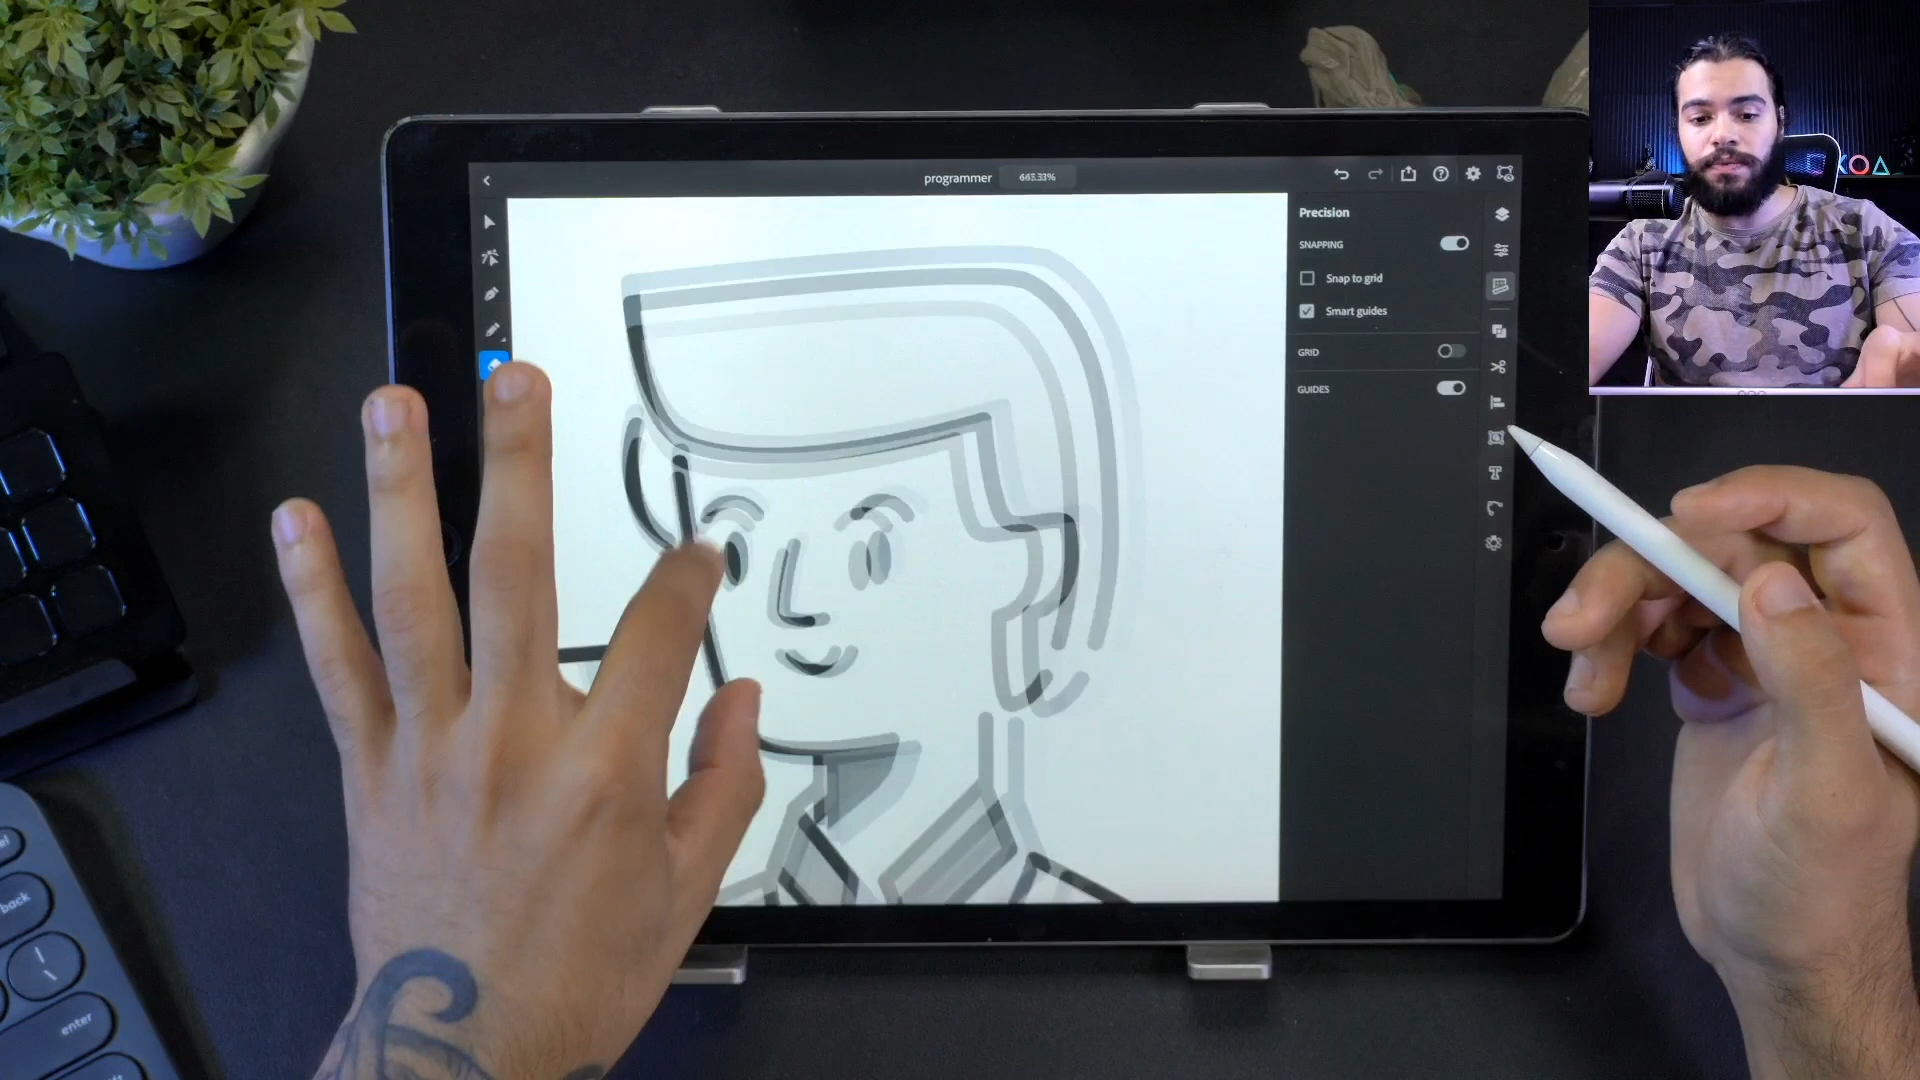 programmer
Precision
SNAPPING
Snap to grid
Smart guides
GRID
GUIDES
back
enter